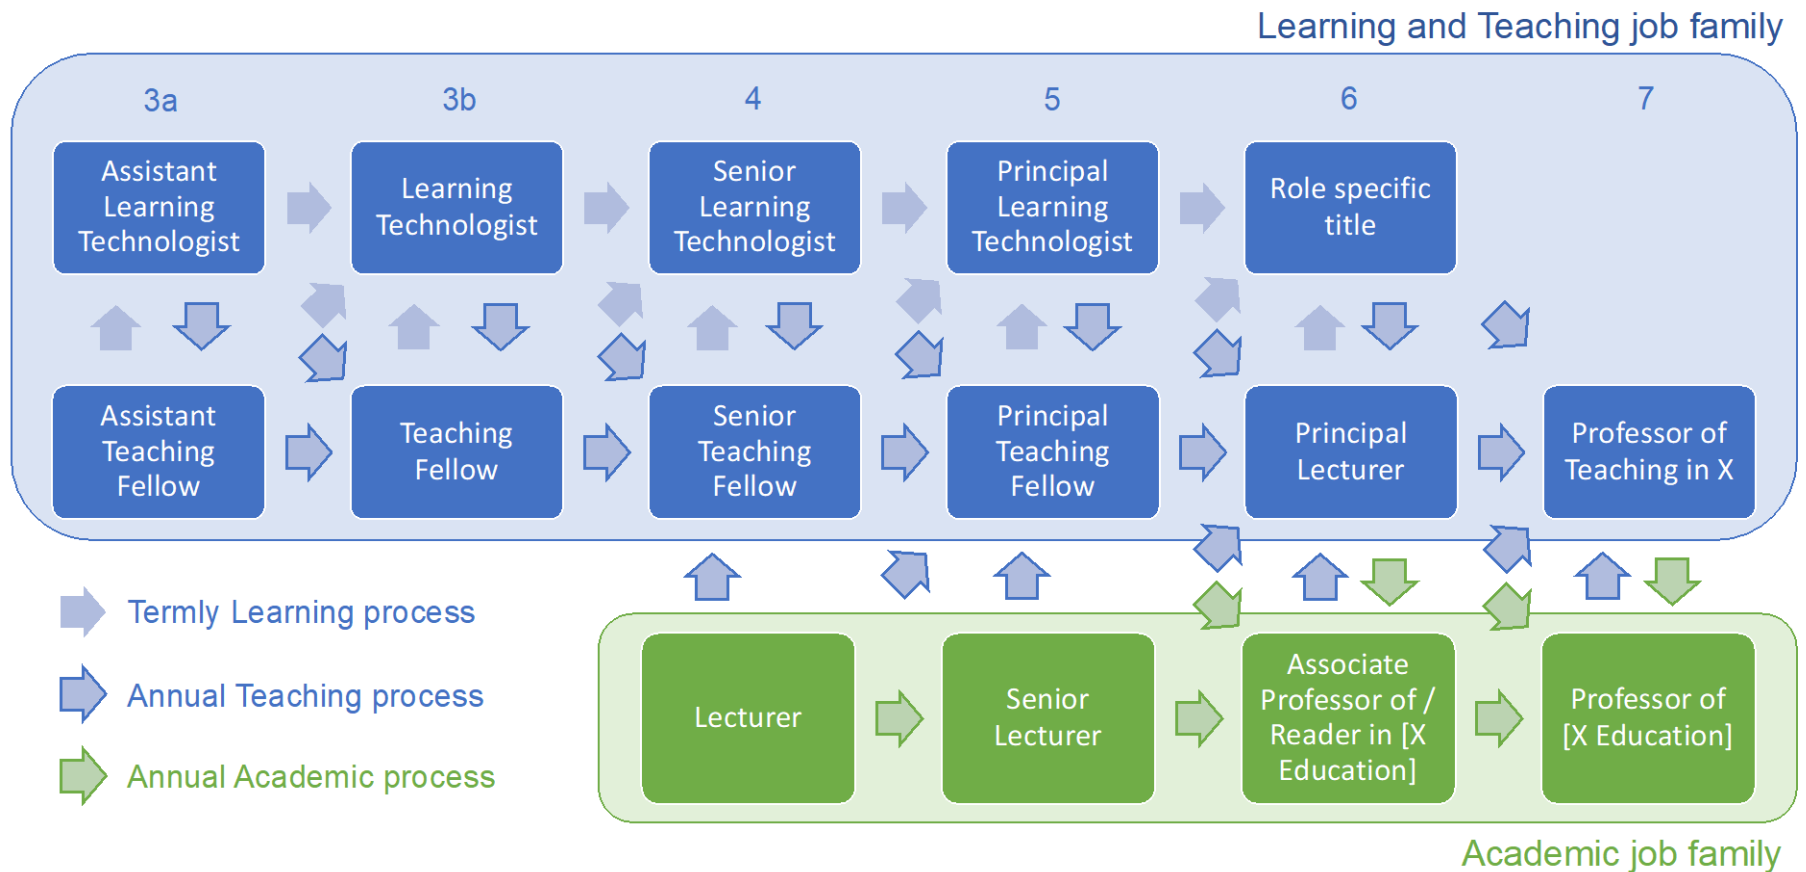 Learning and Teaching job family
3a
3b
4
5
6
7
Assistant
Learning
Technologist
Learning
Technologist
Senior
Learning
Technologist
Principal
Learning
Technologist
Role specific
title
Assistant
Teaching
Fellow
Teaching
Fellow
Senior
Teaching
Fellow
Principal
Teaching
Fellow
Principal
Lecturer
Professor of
Teaching in X
Termly Learning process
Annual Teaching process
Annual Academic process
Lecturer
Senior
Lecturer
Associate
Professor of /
Reader in [X
Education]
Professor of
[X Education]
Academic job family